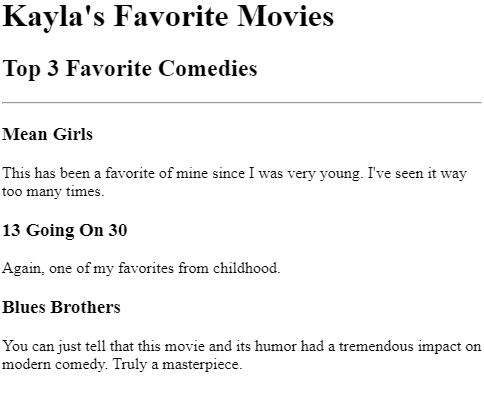 Kayla's Favorite Movies
Top 3 Favorite Comedies
Mean Girls
This has been a favorite of mine since I was very young. I've seen it way
too many times.
13 Going On 30
Again, one of my favorites from childhood.
Blues Brothers
You can just tell that this movie and its humor had a tremendous impact on
modern comedy. Truly a masterpiece.